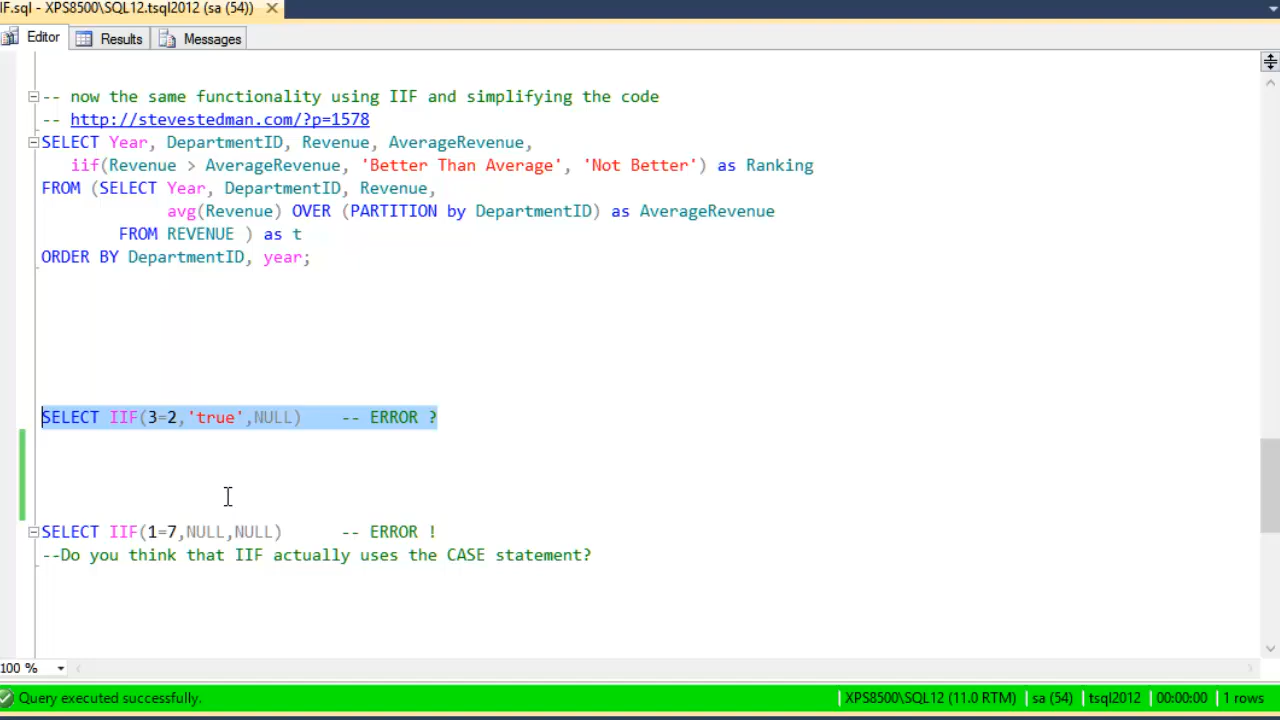 IF.sql - XPS8500\SQL12.tsql2012 (sa (54))
Editor Results Messages
-- now the same functionality using IIF and simplifying the code
-- http://stevestedman.com/?p=1578
SELECT Year, DepartmentID, Revenue, AverageRevenue,
iif(Revenue > AverageRevenue, 'Better Than Average', 'Not Better') as Ranking
FROM (SELECT Year, DepartmentID, Revenue,
avg(Revenue) OVER (PARTITION by DepartmentID) as AverageRevenue
FROM REVENUE ) as t
ORDER BY DepartmentID, year;
SELECT IIF(3=2,'true',NULL) -- ERROR ?
SELECT IIF(1=7,NULL,NULL) -- ERROR !
--Do you think that IIF actually uses the CASE statement?
100 %
Query executed successfully. XPS8500\SQL12 (11.0 RTM) sa (54) tsql2012 00:00:00 1 rows